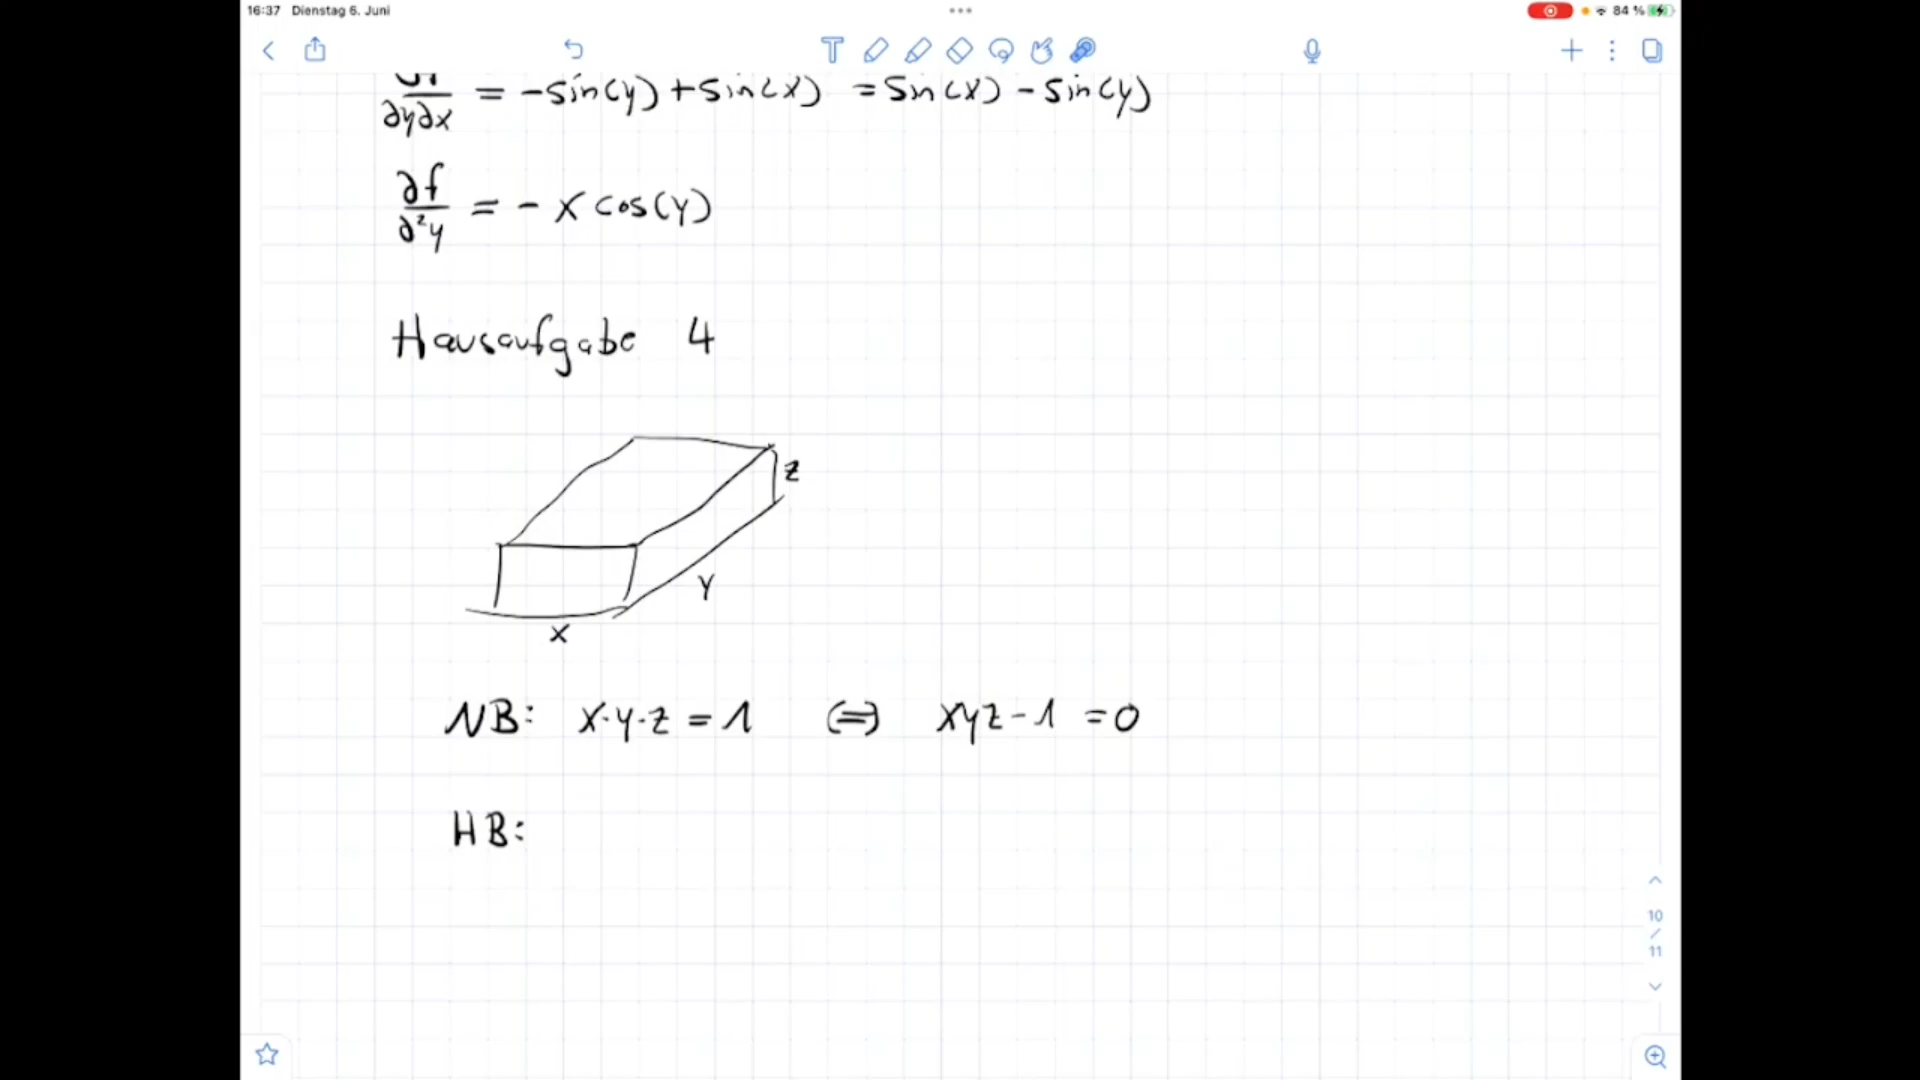 16:37 Dienstag 6. Juni
84 %
∂y∂x = -sin(y) + sin(x) = sin(x) - sin(y)
∂f
∂²y = - x cos(y)
Hausaufgabe 4
z
y
x
NB: x·y·z = 1 (=) xyz - 1 = 0
HB:
10
/
11